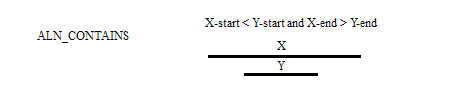 X-start < Y-start and X-end > Y-end
ALN_CONTAINS
X
Y